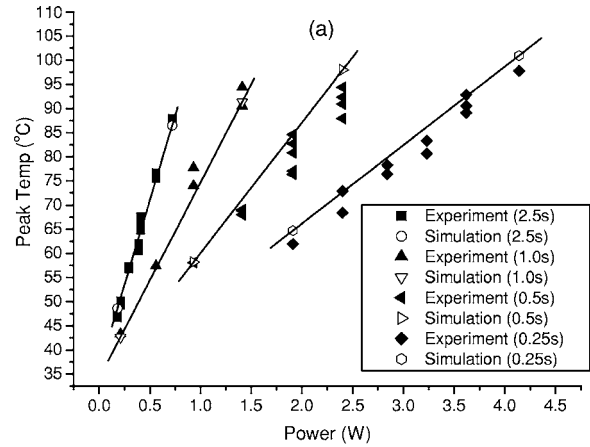 (a)
Peak Temp (°C)
110
105
100
95
90
85
80
75
70
65
60
55
50
45
40
35
Experiment (2.5s)
Simulation (2.5s)
Experiment (1.0s)
Simulation (1.0s)
Experiment (0.5s)
Simulation (0.5s)
Experiment (0.25s)
Simulation (0.25s)
0.0 0.5 1.0 1.5 2.0 2.5 3.0 3.5 4.0 4.5
Power (W)